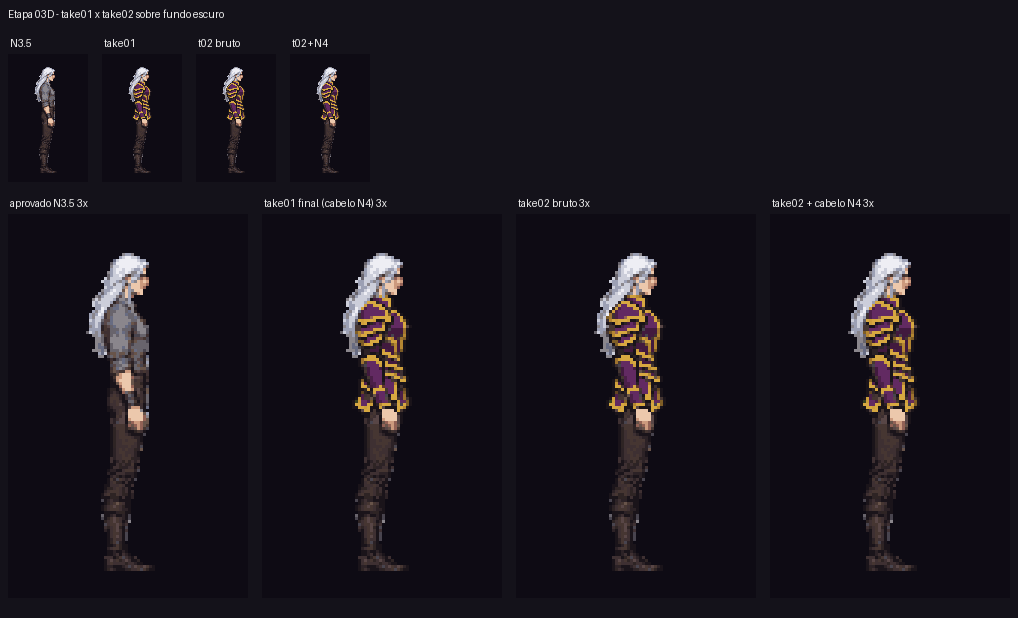 Etapa 03D - take01 x take02 sobre fundo escuro
N3.5 take01 t02 bruto t02+N4
aprovado N3.5 3x take01 final (cabelo N4) 3x take02 bruto 3x take02 + cabelo N4 3x